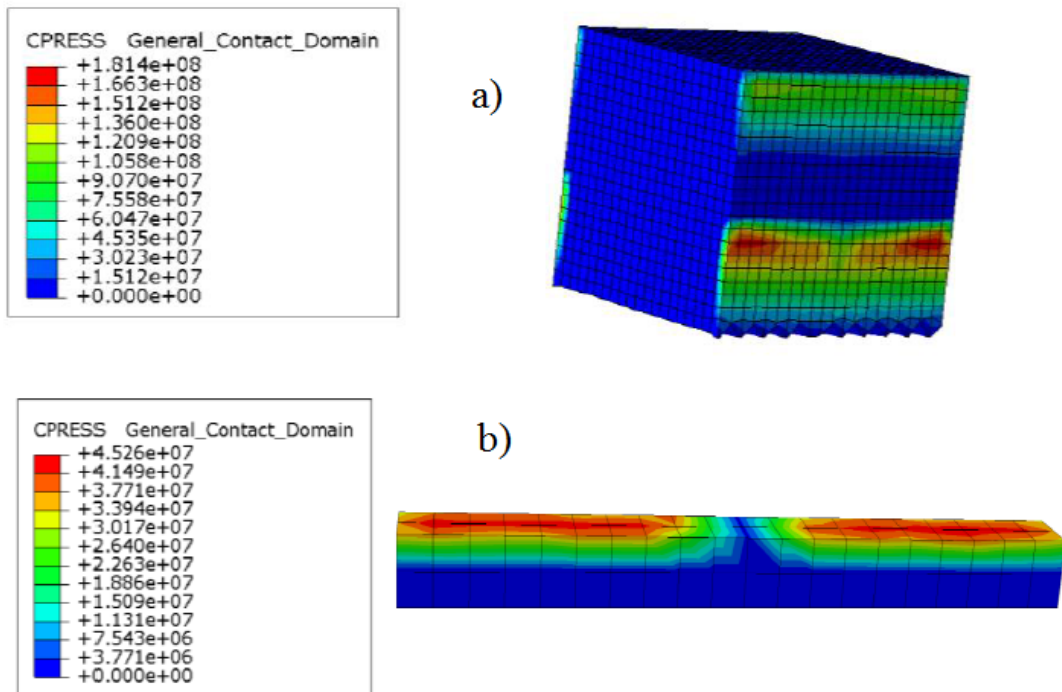 CPRESS General_Contact_Domain
+1.814e+08
+1.663e+08
+1.512e+08
+1.360e+08
+1.209e+08
+1.058e+08
+9.070e+07
+7.558e+07
+6.047e+07
+4.535e+07
+3.023e+07
+1.512e+07
+0.000e+00
a)
CPRESS General_Contact_Domain
+4.526e+07
+4.149e+07
+3.771e+07
+3.394e+07
+3.017e+07
+2.640e+07
+2.263e+07
+1.886e+07
+1.509e+07
+1.131e+07
+7.543e+06
+3.771e+06
+0.000e+00
b)